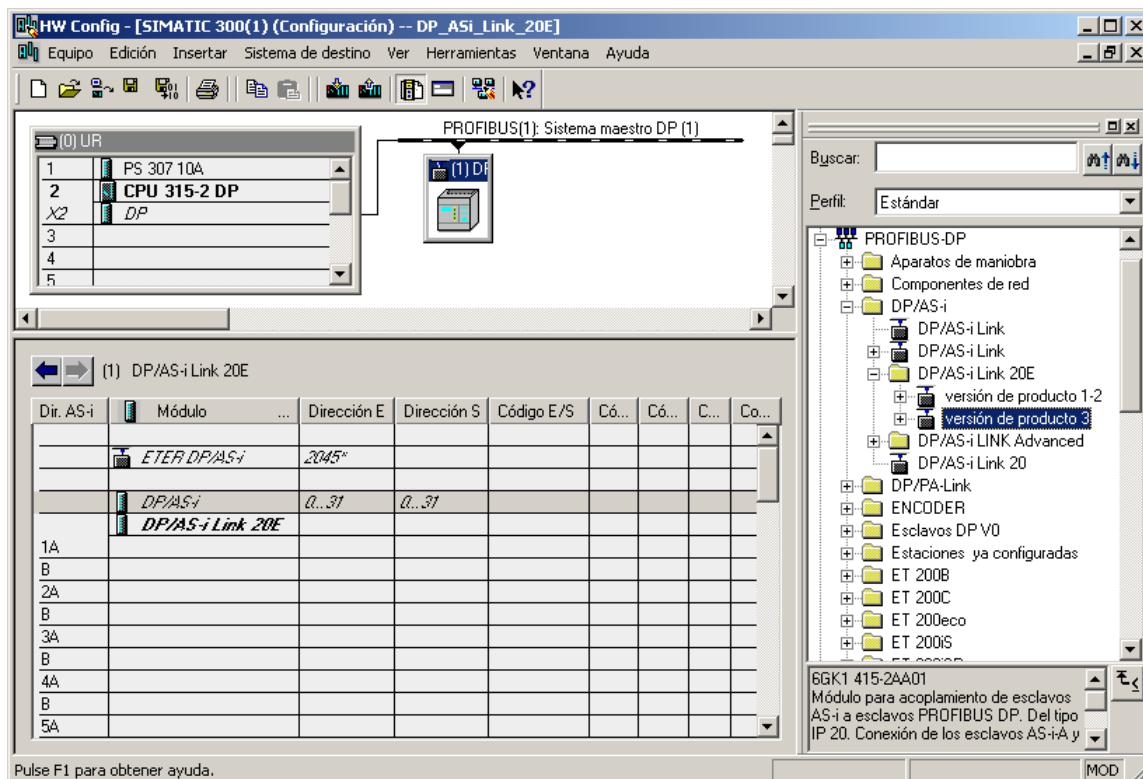 HW Config - [SIMATIC 300(1) (Configuración) -- DP_ASi_Link_20E]
Equipo Edición Insertar Sistema de destino Ver Herramientas Ventana Ayuda
(0) UR
1 PS 307 10A
2 CPU 315-2 DP
X2 DP
3
4
5
PROFIBUS(1): Sistema maestro DP (1)
(1) DP
(1) DP/AS-i Link 20E
Dir. AS-i Módulo ... Dirección E Dirección S Código E/S Có... Có... C... Co...
ETER DP/AS-i 2045*
DP/AS-i 0...31 0...31
DP/AS-i Link 20E
1A
B
2A
B
3A
B
4A
B
5A
Buscar:
Perfil: Estándar
PROFIBUS-DP
Aparatos de maniobra
Componentes de red
DP/AS-i
DP/AS-i Link
DP/AS-i Link
DP/AS-i Link 20E
versión de producto 1-2
versión de producto 3
DP/AS-i LINK Advanced
DP/AS-i Link 20
DP/PA-Link
ENCODER
Esclavos DP V0
Estaciones ya configuradas
ET 200B
ET 200C
ET 200eco
ET 200iS
6GK1 415-2AA01
Módulo para acoplamiento de esclavos
AS-i a esclavos PROFIBUS DP. Del tipo
IP 20. Conexión de los esclavos AS-i-A y
Pulse F1 para obtener ayuda.
MOD